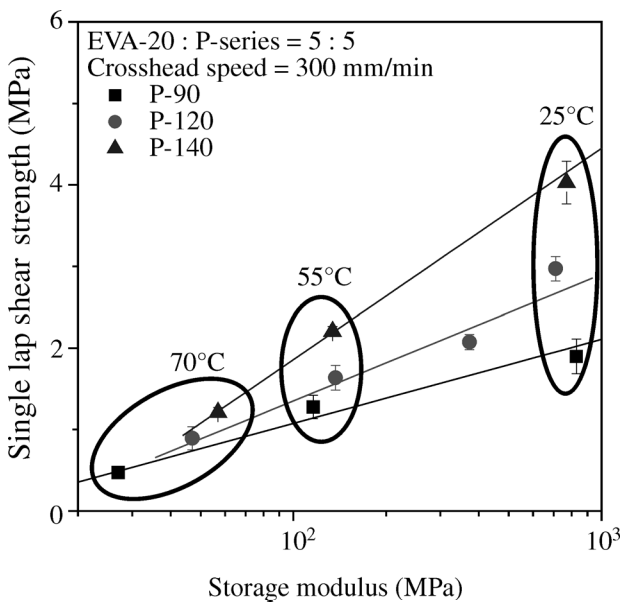 EVA-20 : P-series = 5 : 5
Crosshead speed = 300 mm/min
P-90
P-120
P-140
25°C
55°C
70°C
6
4
2
0
10²
10³
Single lap shear strength (MPa)
Storage modulus (MPa)